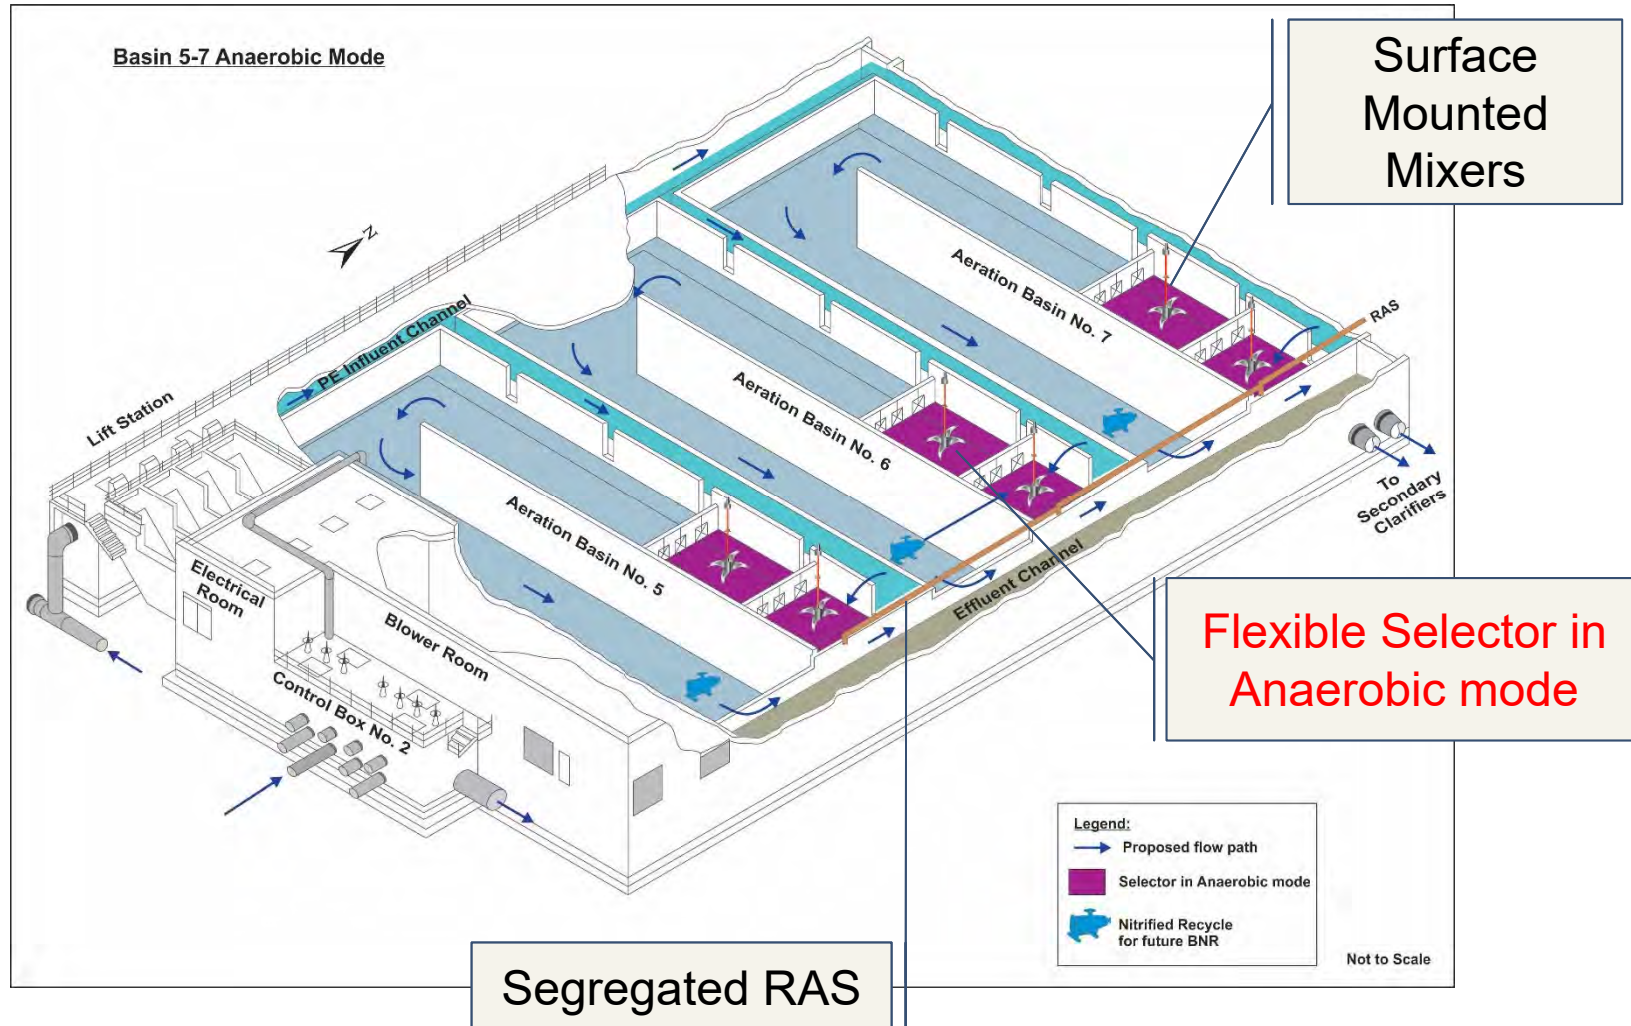 Basin 5-7 Anaerobic Mode
Surface
Mounted
Mixers
N
PE Influent Channel
Lift Station
Aeration Basin No. 7
Aeration Basin No. 6
Aeration Basin No. 5
RAS
To
Secondary
Clarifiers
Effluent Channel
Electrical
Room
Blower Room
Control Box No. 2
Flexible Selector in
Anaerobic mode
Legend:
Proposed flow path
Selector in Anaerobic mode
Nitrified Recycle
for future BNR
Not to Scale
Segregated RAS